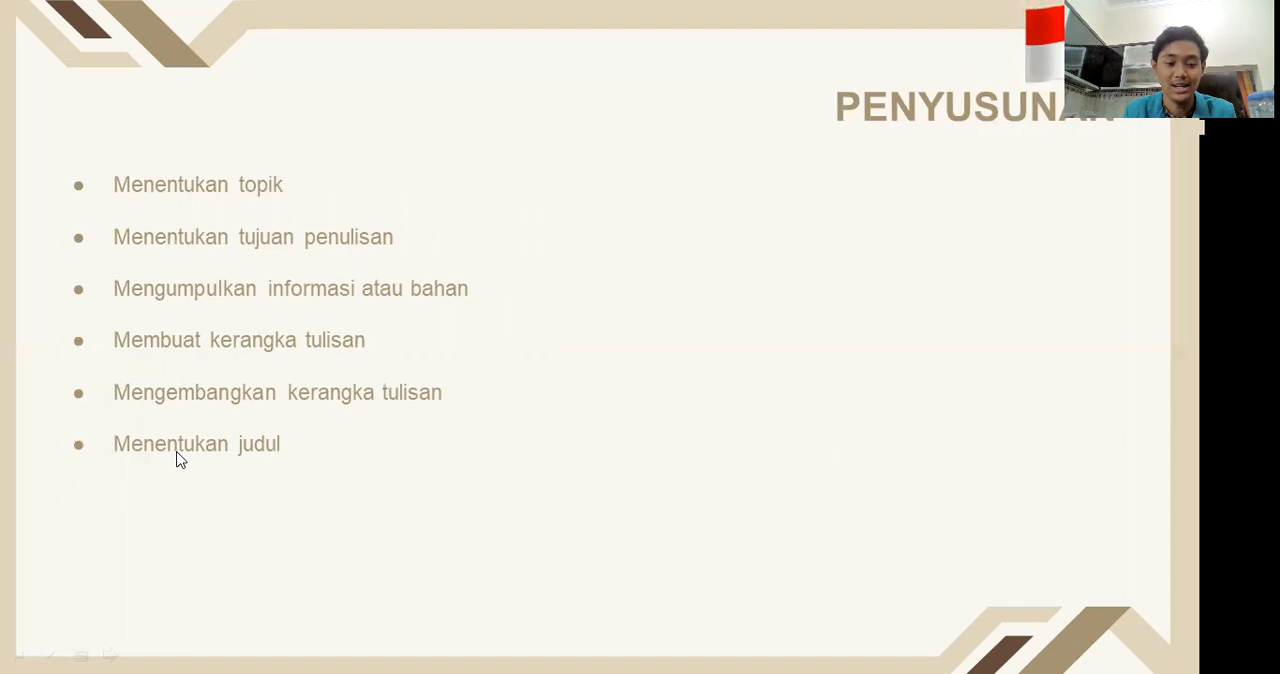 PENYUSUNAN
● Menentukan topik
● Menentukan tujuan penulisan
● Mengumpulkan informasi atau bahan
● Membuat kerangka tulisan
● Mengembangkan kerangka tulisan
● Menentukan judul